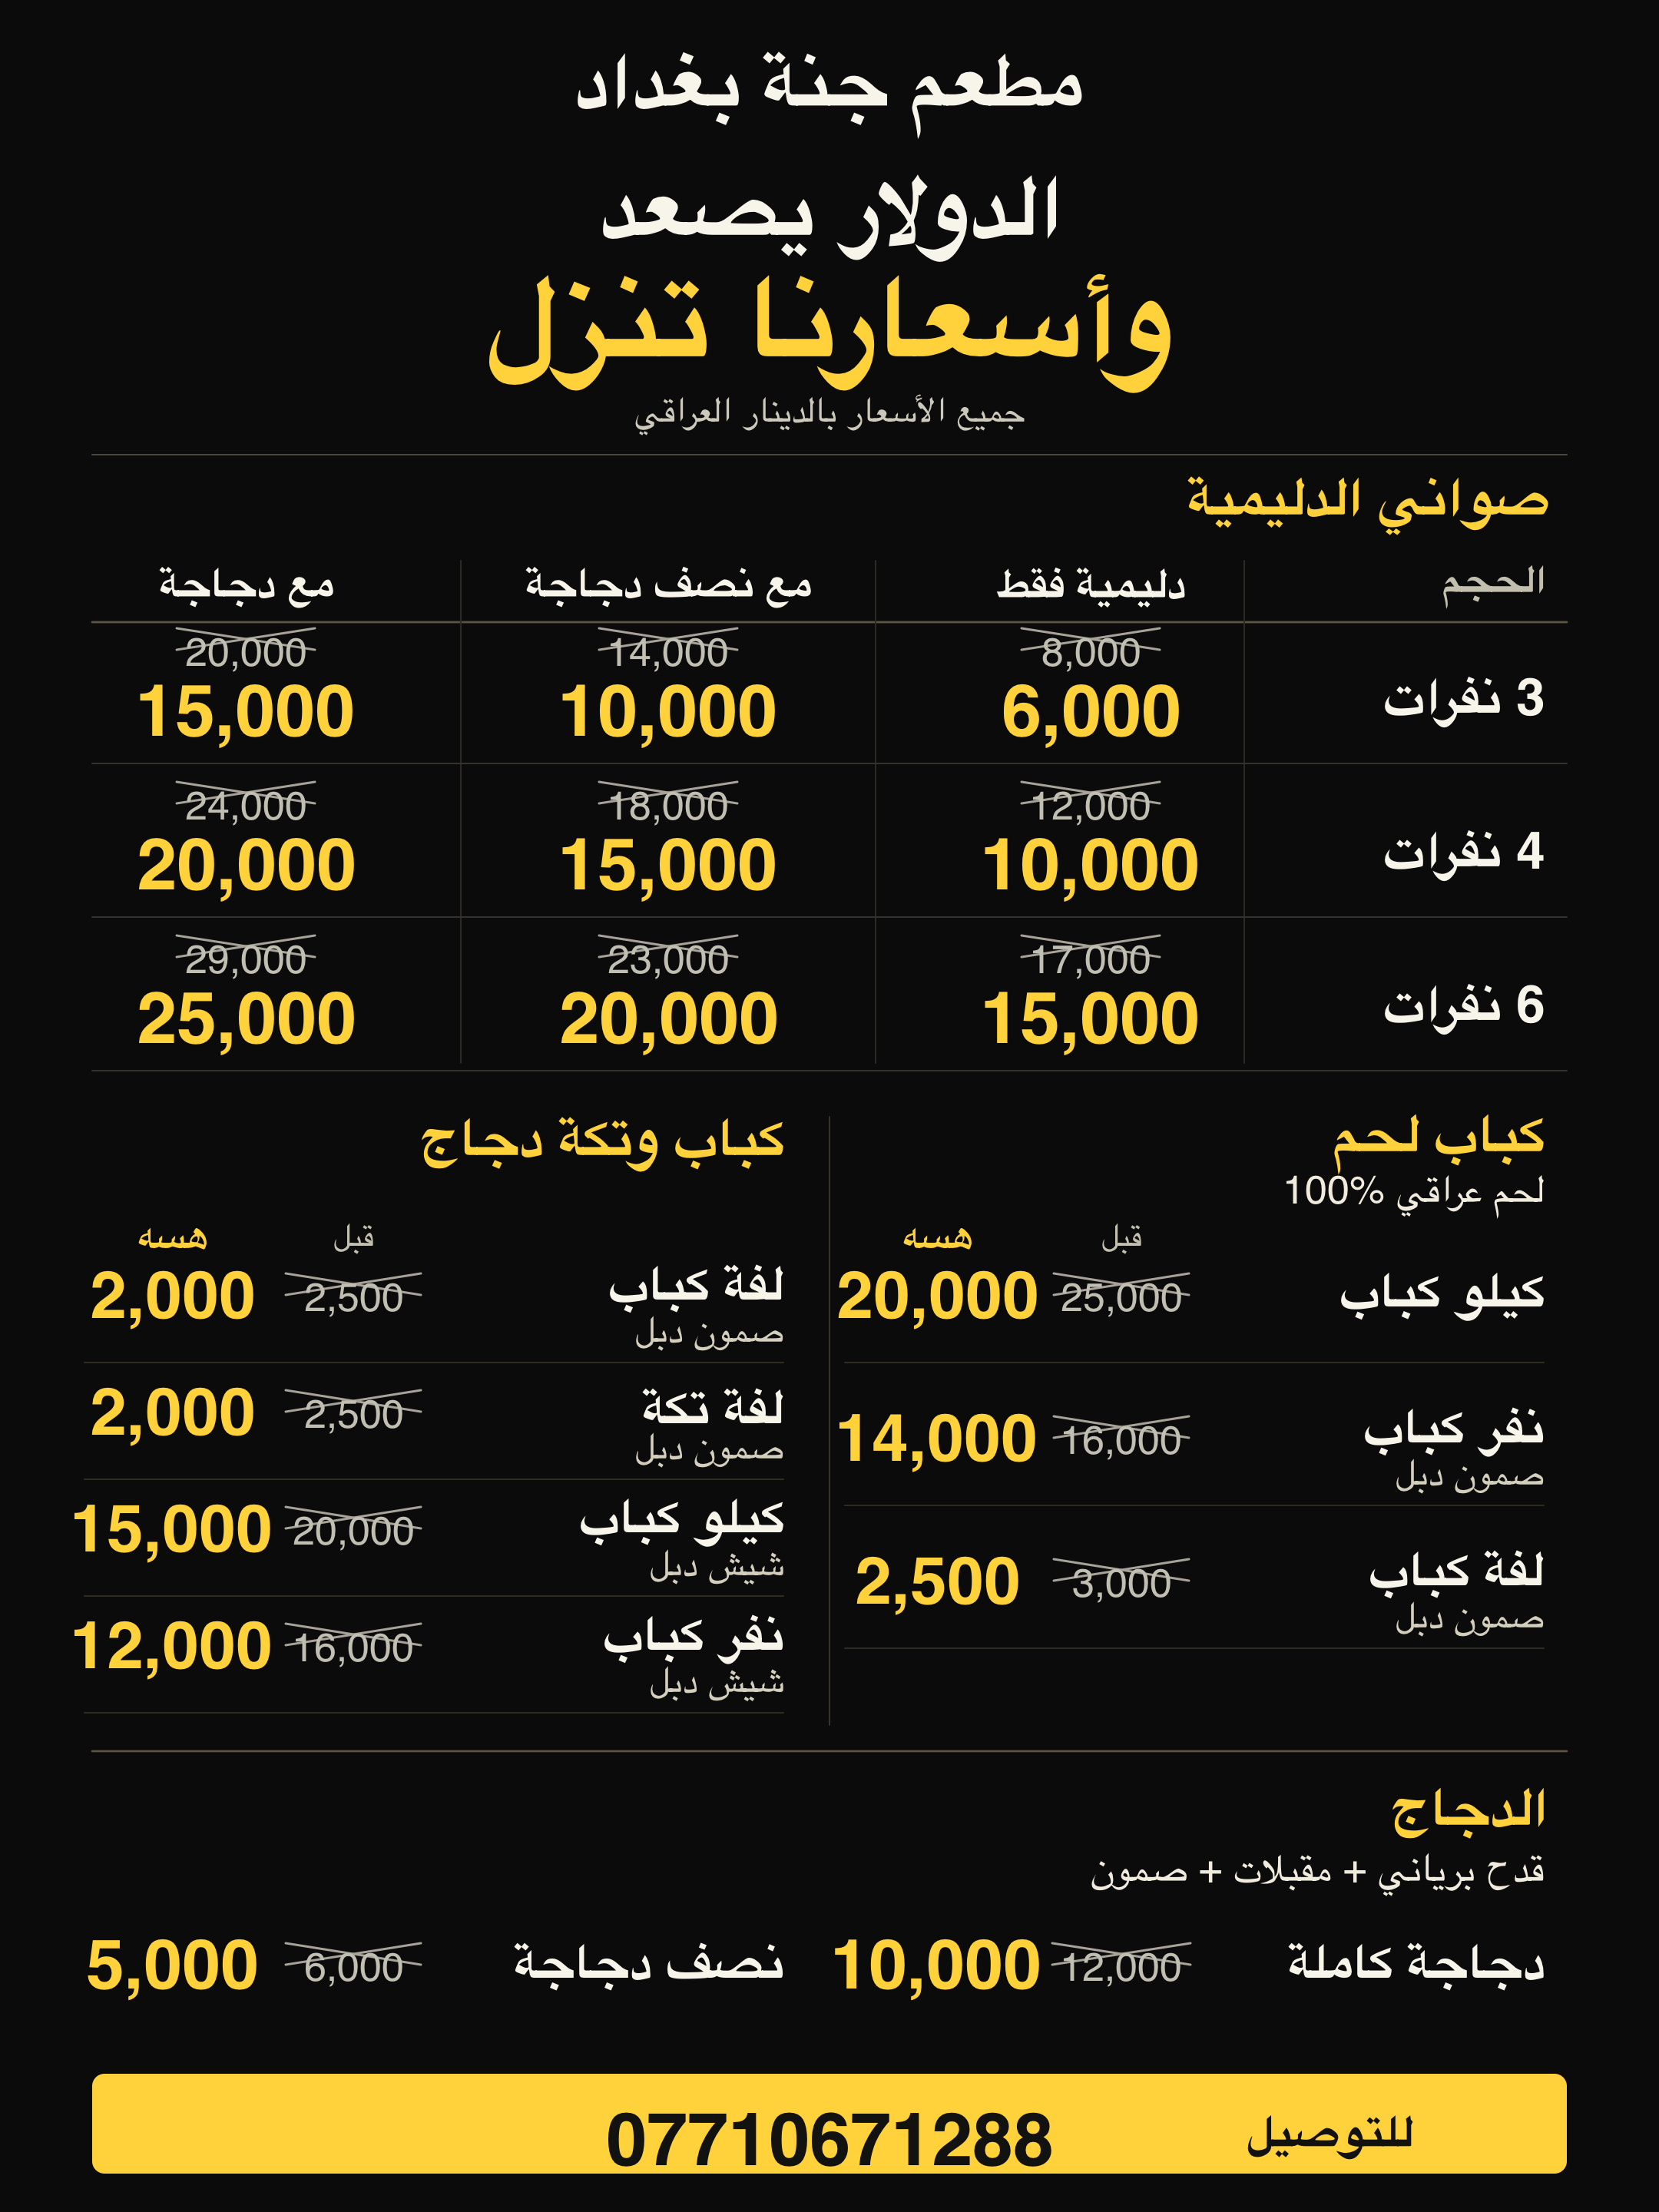 مطعم جنة بغداد
الدولار يصعد
وأسعارنا تنزل
جميع الأسعار بالدينار العراقي
صواني الدليمية
الحجم دليمية فقط مع نصف دجاجة مع دجاجة
8,000 14,000 20,000
3 نفرات 6,000 10,000 15,000
12,000 18,000 24,000
4 نفرات 10,000 15,000 20,000
17,000 23,000 29,000
6 نفرات 15,000 20,000 25,000
كباب لحم
لحم عراقي 100%
قبل هسه
كيلو كباب 25,000 20,000
نفر كباب 16,000 14,000
صمون دبل
لفة كباب 3,000 2,500
صمون دبل
كباب وتكة دجاج
قبل هسه
لفة كباب 2,500 2,000
صمون دبل
لفة تكة 2,500 2,000
صمون دبل
كيلو كباب 20,000 15,000
شيش دبل
نفر كباب 16,000 12,000
شيش دبل
الدجاج
قدح برياني + مقبلات + صمون
دجاجة كاملة 12,000 10,000 نصف دجاجة 6,000 5,000
للتوصيل 07710671288